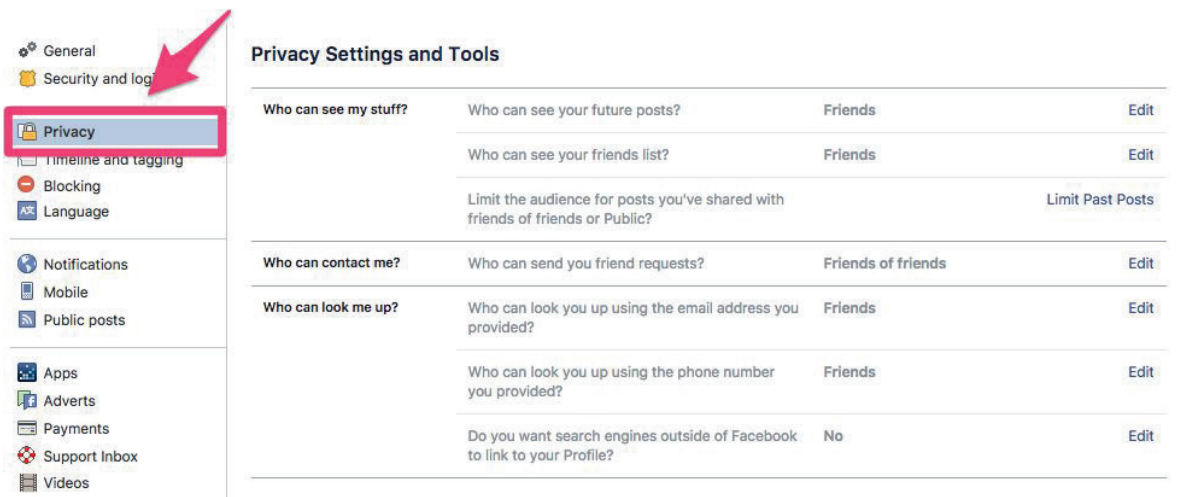 General
Security and login
Privacy
Timeline and tagging
Blocking
Language
Notifications
Mobile
Public posts
Apps
Adverts
Payments
Support Inbox
Videos
Privacy Settings and Tools
Who can see my stuff?
Who can see your future posts?
Friends
Edit
Who can see your friends list?
Friends
Edit
Limit the audience for posts you've shared with
friends of friends or Public?
Limit Past Posts
Who can contact me?
Who can send you friend requests?
Friends of friends
Edit
Who can look me up?
Who can look you up using the email address you
provided?
Friends
Edit
Who can look you up using the phone number
you provided?
Friends
Edit
Do you want search engines outside of Facebook
to link to your Profile?
No
Edit